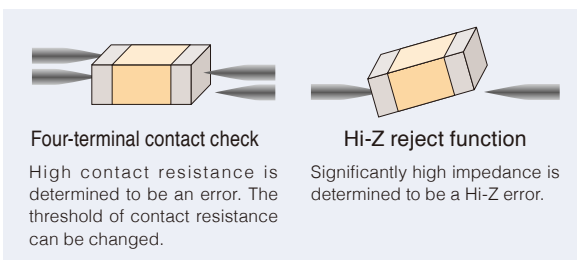 Four-terminal contact check
High contact resistance is
determined to be an error. The
threshold of contact resistance
can be changed.
Hi-Z reject function
Significantly high impedance is
determined to be a Hi-Z error.